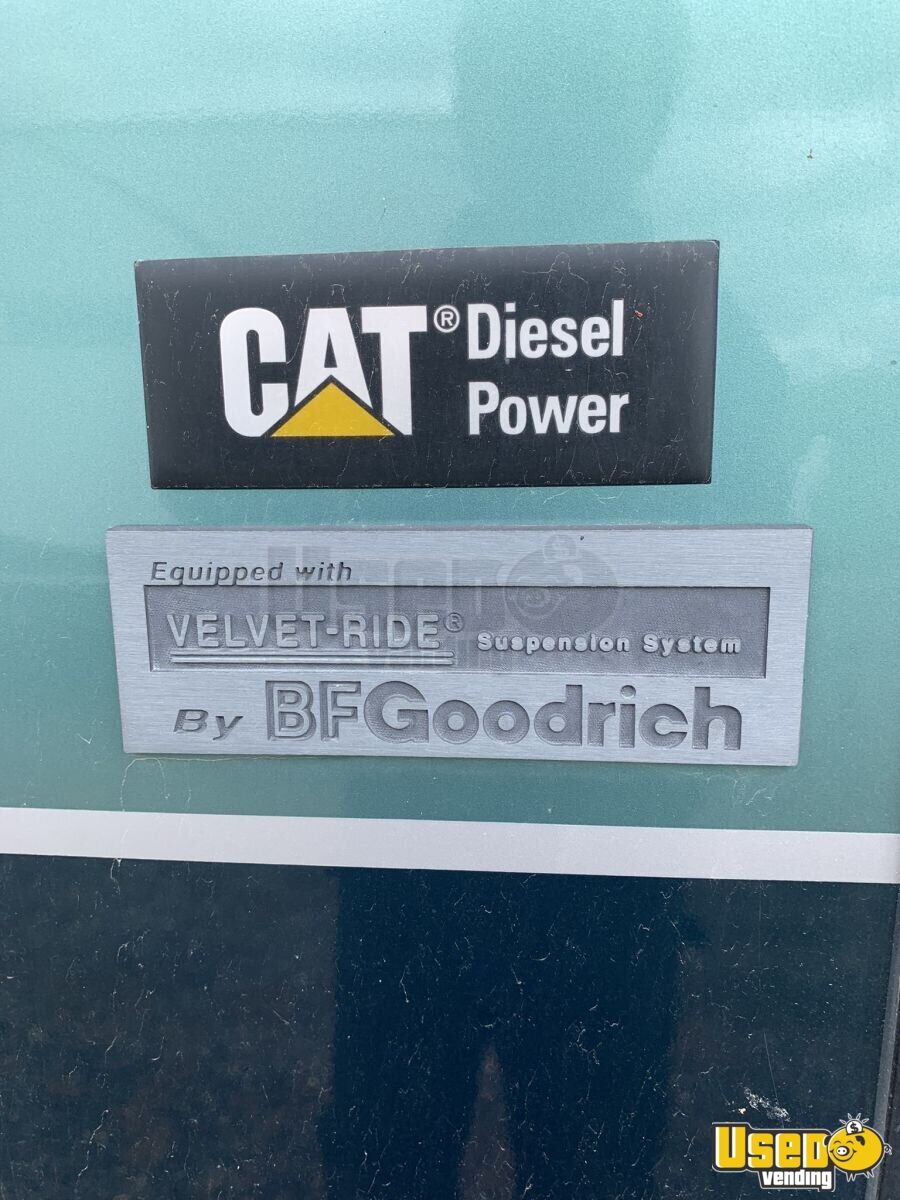 CAT® Diesel
Power
Equipped with
VELVET-RIDE® Suspension System
By BFGoodrich
USED
vending